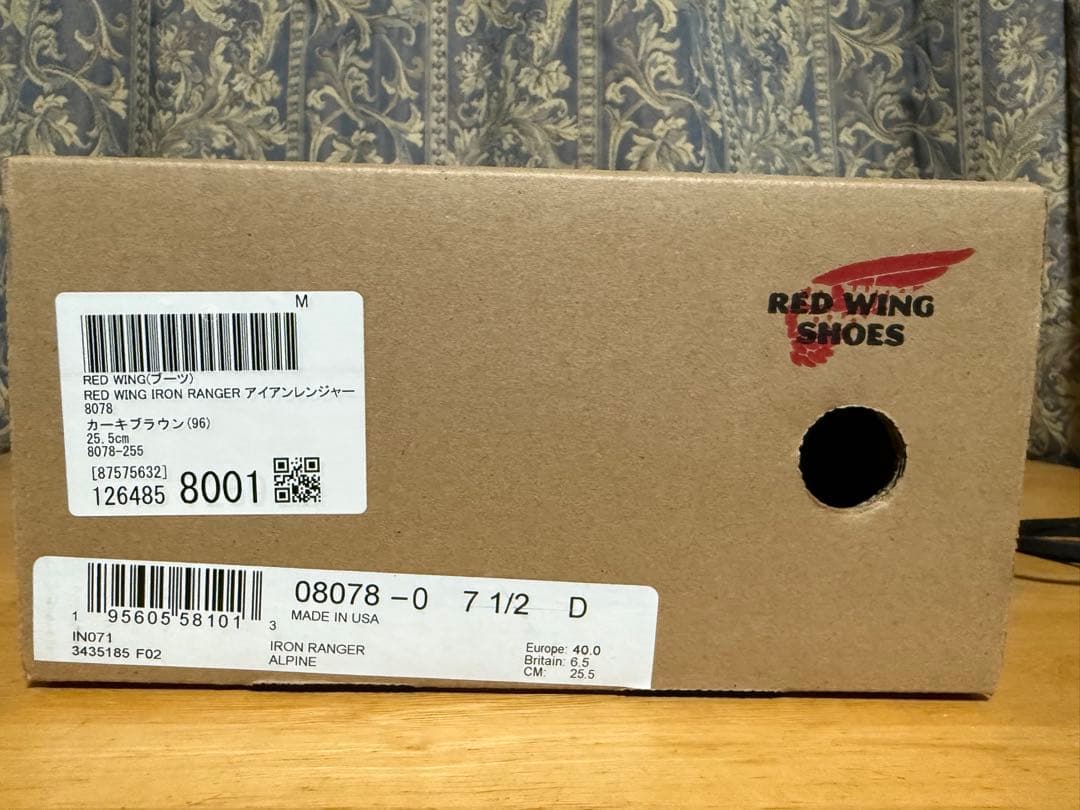 RED WING
SHOES
M
RED WING(ブーツ)
RED WING IRON RANGER アイアンレンジャー
8078
カーキブラウン(96)
25.5cm
8078-255
[87575632]
126485 8001
1 95605 58101 3
IN071
3435185 F02
08078 -0 7 1/2 D
MADE IN USA
IRON RANGER
ALPINE
Europe: 40.0
Britain: 6.5
CM: 25.5